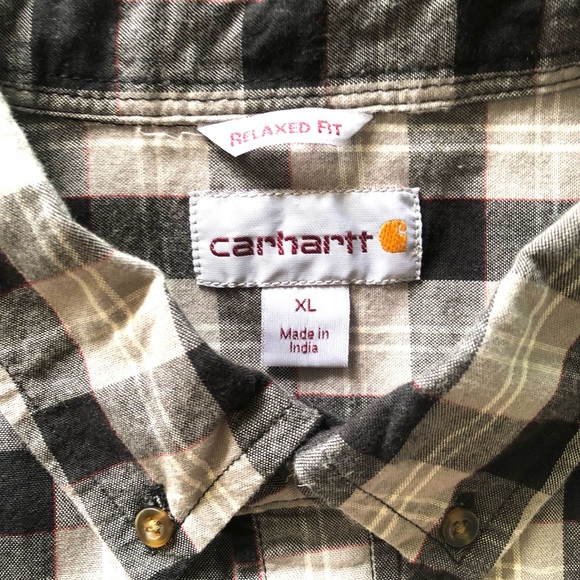 RELAXED FIT
carhartt
XL
Made in
India